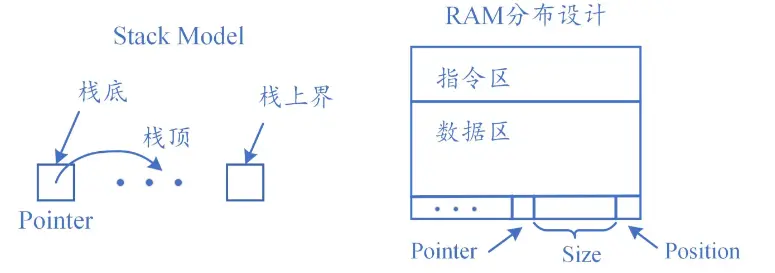 Stack Model
栈底
栈上界
栈顶
Pointer
RAM分布设计
指令区
数据区
Pointer
Size
Position